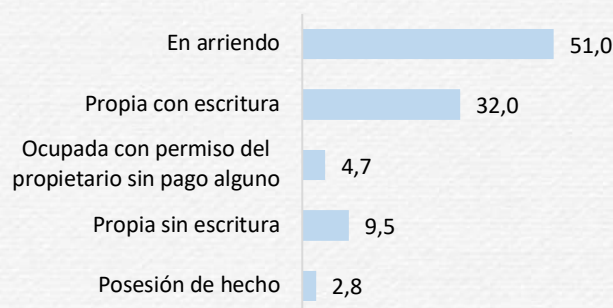 En arriendo
51,0
Propia con escritura
32,0
Ocupada con permiso del
propietario sin pago alguno
4,7
Propia sin escritura
9,5
Posesión de hecho
2,8